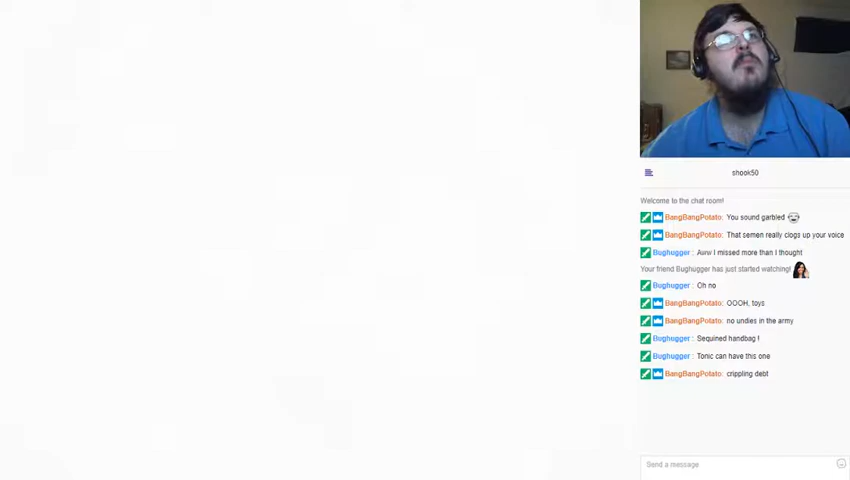 shook50
Welcome to the chat room!
BangBangPotato: You sound garbled
BangBangPotato: That semen really clogs up your voice
Bughugger : Aww I missed more than I thought
Your friend Bughugger has just started watching!
Bughugger : Oh no
BangBangPotato: OOOH, toys
BangBangPotato: no undies in the army
Bughugger : Sequined handbag !
Bughugger : Tonic can have this one
BangBangPotato: crippling debt
Send a message